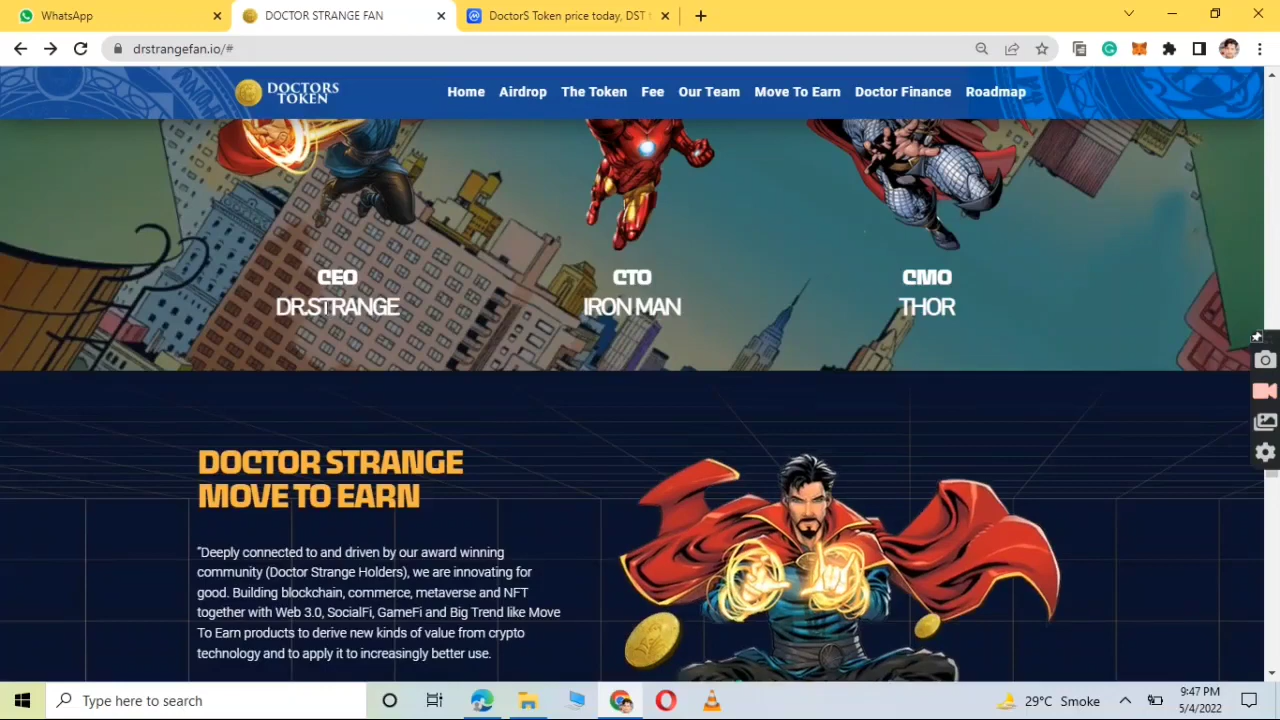 WhatsApp
DOCTOR STRANGE FAN
DoctorS Token price today, DST
drstrangefan.io/#
DOCTORS
TOKEN
Home Airdrop The Token Fee Our Team Move To Earn Doctor Finance Roadmap
CEO
DR.STRANGE
CTO
IRON MAN
CMO
THOR
DOCTOR STRANGE
MOVE TO EARN
"Deeply connected to and driven by our award winning
community (Doctor Strange Holders), we are innovating for
good. Building blockchain, commerce, metaverse and NFT
together with Web 3.0, SocialFi, GameFi and Big Trend like Move
To Earn products to derive new kinds of value from crypto
technology and to apply it to increasingly better use.
Type here to search
29°C Smoke
9:47 PM
5/4/2022